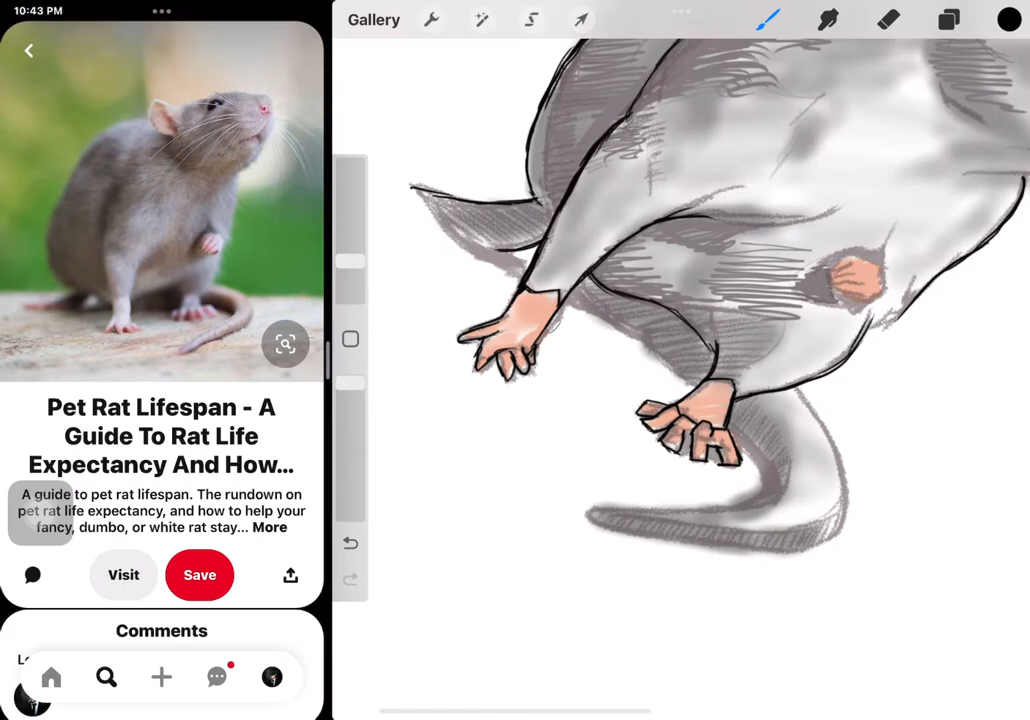 10:43 PM
Gallery
Pet Rat Lifespan - A
Guide To Rat Life
Expectancy And How...
A guide to pet rat lifespan. The rundown on
pet rat life expectancy, and how to help your
fancy, dumbo, or white rat stay... More
Visit
Save
Comments